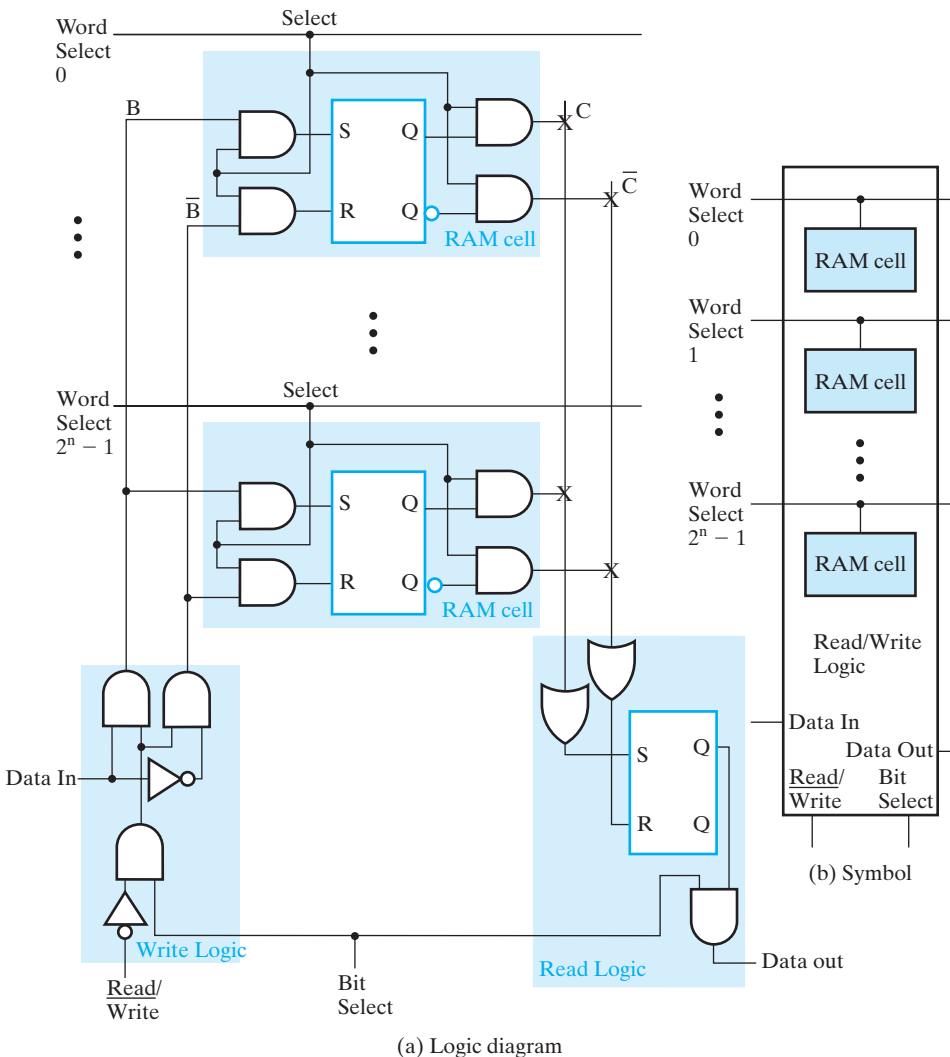 Select
Word
Select
0
B
C
S
Q
C̅
B̅
R
Q
RAM cell
Select
Word
Select
2ⁿ − 1
S
Q
R
Q
RAM cell
Data In
S
Q
R
Q
Write Logic
Read Logic
Data out
Read/
W̅r̅i̅t̅e̅
Bit
Select
(a) Logic diagram
Word
Select
0
RAM cell
Word
Select
1
RAM cell
Word
Select
2ⁿ − 1
RAM cell
Read/Write
Logic
Data In
Data Out
Read/
W̅r̅i̅t̅e̅
Bit
Select
(b) Symbol